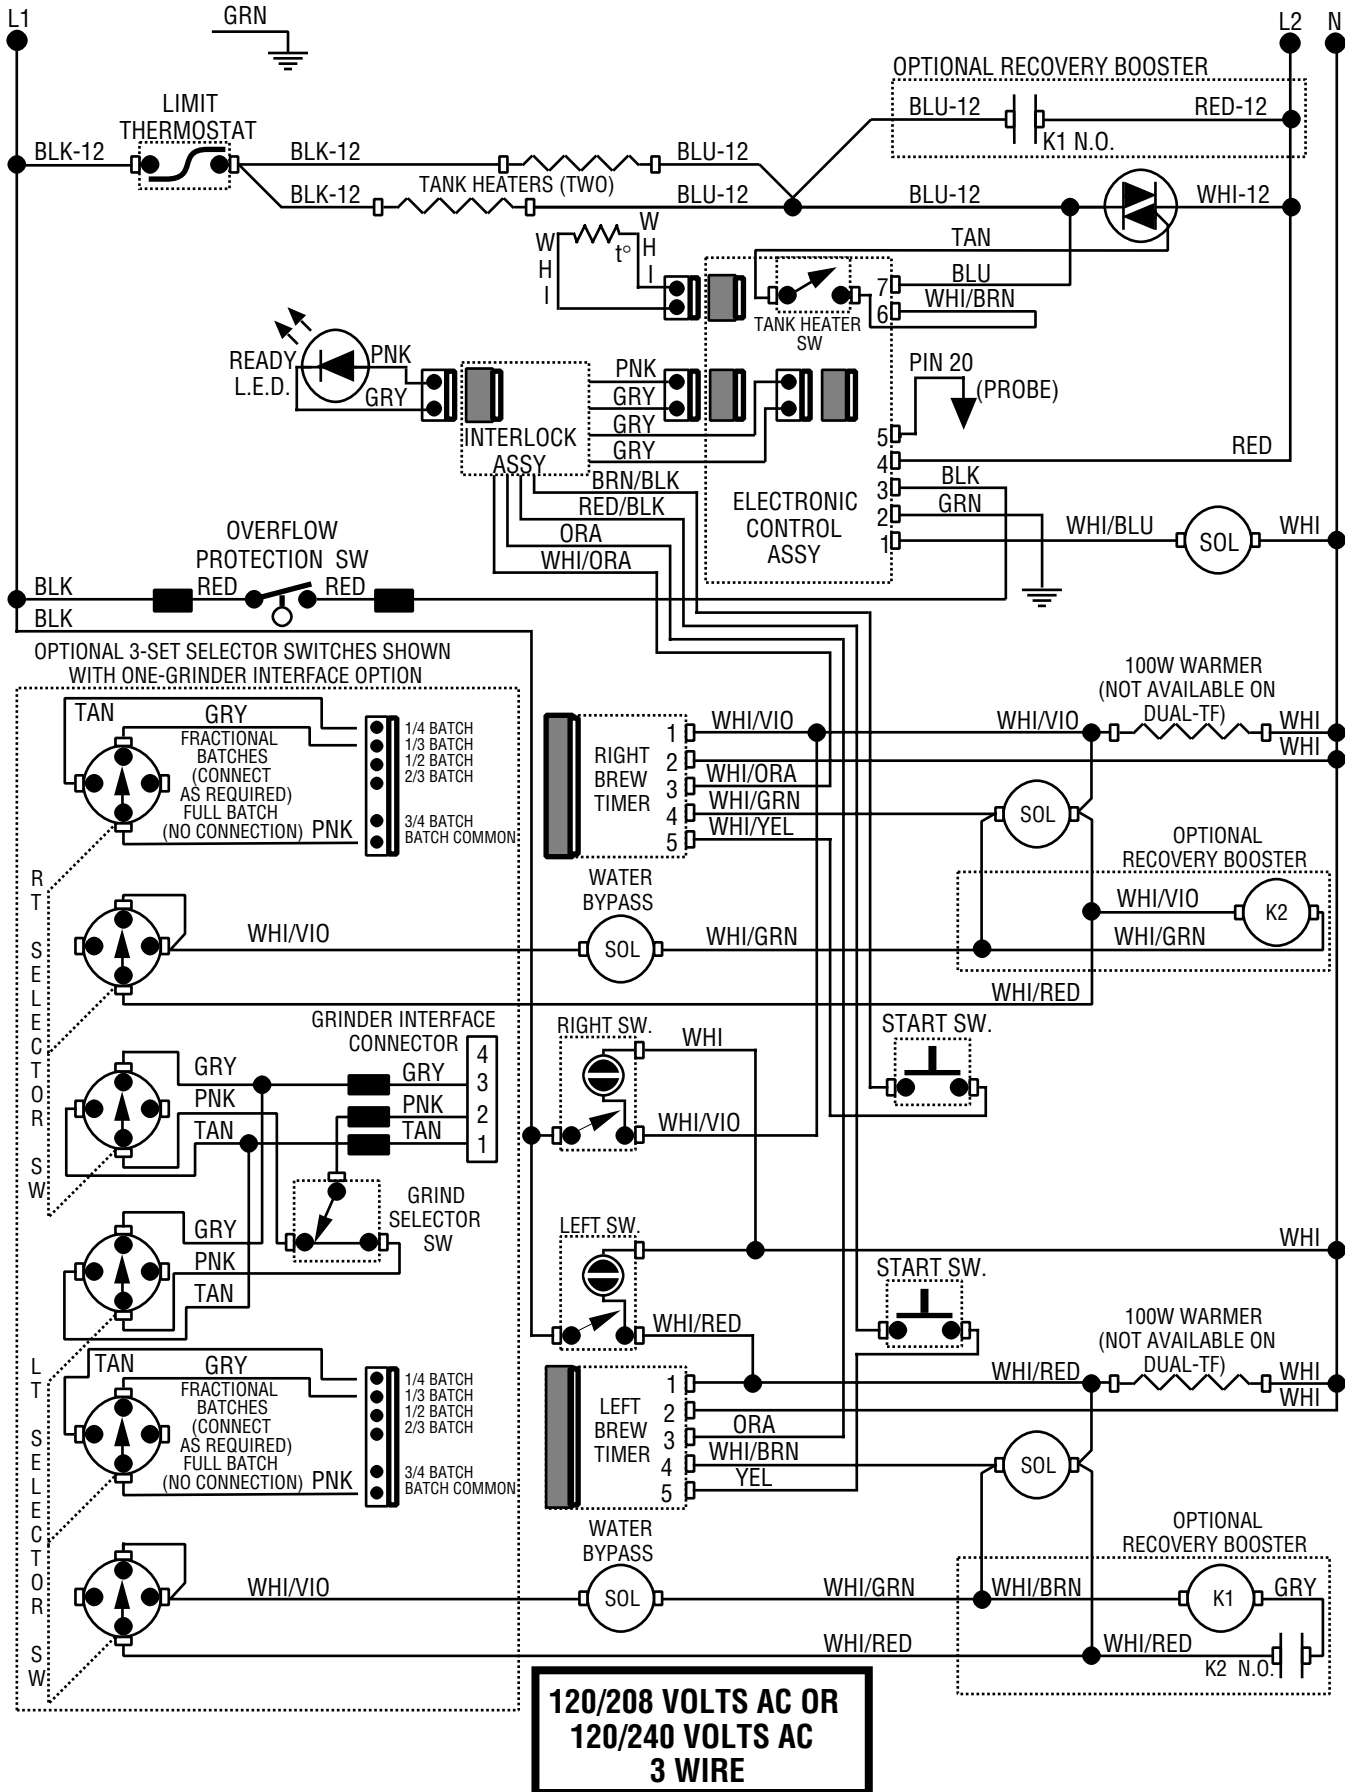 L1
GRN
L2
N
OPTIONAL RECOVERY BOOSTER
LIMIT
THERMOSTAT
BLU-12
RED-12
K1 N.O.
BLK-12
BLK-12
BLU-12
TANK HEATERS (TWO)
BLK-12
BLU-12
BLU-12
WHI-12
WHI
t°
WHI
TAN
BLU
7
WHI/BRN
6
TANK HEATER
SW
READY
L.E.D.
PNK
GRY
PNK
GRY
GRY
GRY
INTERLOCK
ASSY
PIN 20
(PROBE)
5
4
RED
3
BLK
2
GRN
1
WHI/BLU
SOL
WHI
ELECTRONIC
CONTROL
ASSY
BRN/BLK
RED/BLK
ORA
WHI/ORA
OVERFLOW
PROTECTION SW
BLK
RED
RED
BLK
OPTIONAL 3-SET SELECTOR SWITCHES SHOWN
WITH ONE-GRINDER INTERFACE OPTION
TAN
GRY
FRACTIONAL
BATCHES
(CONNECT
AS REQUIRED)
FULL BATCH
(NO CONNECTION)
PNK
1/4 BATCH
1/3 BATCH
1/2 BATCH
2/3 BATCH
3/4 BATCH
BATCH COMMON
RIGHT
BREW
TIMER
1
2
3
4
5
WHI/VIO
WHI/ORA
WHI/GRN
WHI/YEL
WHI/VIO
100W WARMER
(NOT AVAILABLE ON
DUAL-TF)
WHI
WHI
SOL
OPTIONAL
RECOVERY BOOSTER
WHI/VIO
K2
WHI/GRN
RT SELECTOR SW
WHI/VIO
WATER
BYPASS
SOL
WHI/GRN
WHI/RED
GRINDER INTERFACE
CONNECTOR
4
3
2
1
GRY
GRY
PNK
PNK
TAN
TAN
RIGHT SW.
WHI
WHI/VIO
START SW.
GRIND
SELECTOR
SW
GRY
PNK
TAN
LEFT SW.
WHI
WHI/RED
START SW.
LT SELECTOR SW
TAN
GRY
FRACTIONAL
BATCHES
(CONNECT
AS REQUIRED)
FULL BATCH
(NO CONNECTION)
PNK
1/4 BATCH
1/3 BATCH
1/2 BATCH
2/3 BATCH
3/4 BATCH
BATCH COMMON
LEFT
BREW
TIMER
1
2
3
4
5
ORA
WHI/BRN
YEL
WHI/RED
100W WARMER
(NOT AVAILABLE ON
DUAL-TF)
WHI
WHI
SOL
OPTIONAL
RECOVERY BOOSTER
WHI/VIO
WATER
BYPASS
SOL
WHI/GRN
WHI/BRN
K1
GRY
WHI/RED
WHI/RED
K2 N.O.
120/208 VOLTS AC OR
120/240 VOLTS AC
3 WIRE